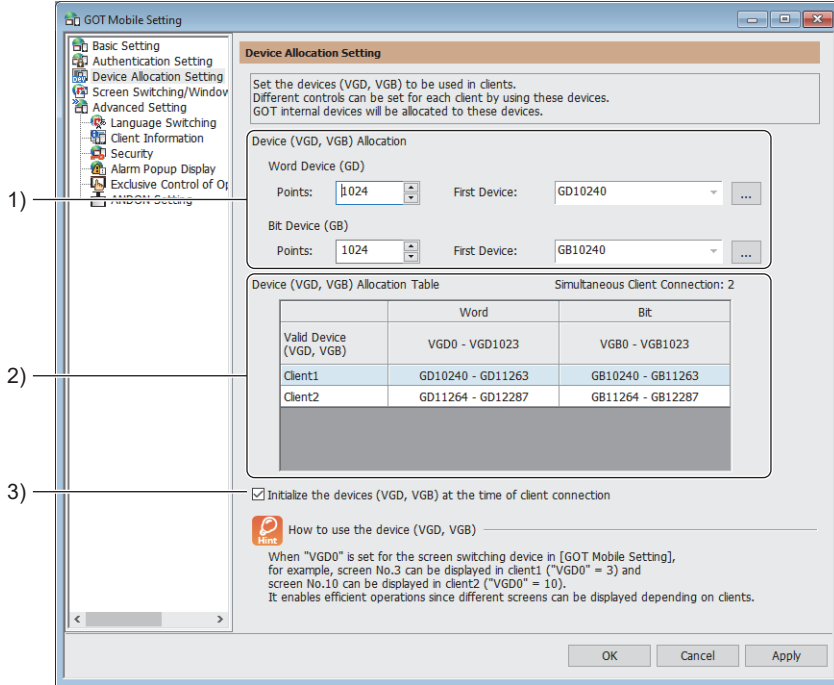 GOT Mobile Setting
Basic Setting
Authentication Setting
Device Allocation Setting
Screen Switching/Window
Advanced Setting
Language Switching
Client Information
Security
Alarm Popup Display
Exclusive Control of Op
ANDON Setting
Device Allocation Setting
Set the devices (VGD, VGB) to be used in clients.
Different controls can be set for each client by using these devices.
GOT internal devices will be allocated to these devices.
1)
Device (VGD, VGB) Allocation
Word Device (GD)
Points: 1024 First Device: GD10240 ...
Bit Device (GB)
Points: 1024 First Device: GB10240 ...
2)
Device (VGD, VGB) Allocation Table Simultaneous Client Connection: 2
Word Bit
Valid Device
(VGD, VGB) VGD0 - VGD1023 VGB0 - VGB1023
Client1 GD10240 - GD11263 GB10240 - GB11263
Client2 GD11264 - GD12287 GB11264 - GB12287
3)
Initialize the devices (VGD, VGB) at the time of client connection
Hint How to use the device (VGD, VGB)
When "VGD0" is set for the screen switching device in [GOT Mobile Setting],
for example, screen No.3 can be displayed in client1 ("VGD0" = 3) and
screen No.10 can be displayed in client2 ("VGD0" = 10).
It enables efficient operations since different screens can be displayed depending on clients.
OK Cancel Apply